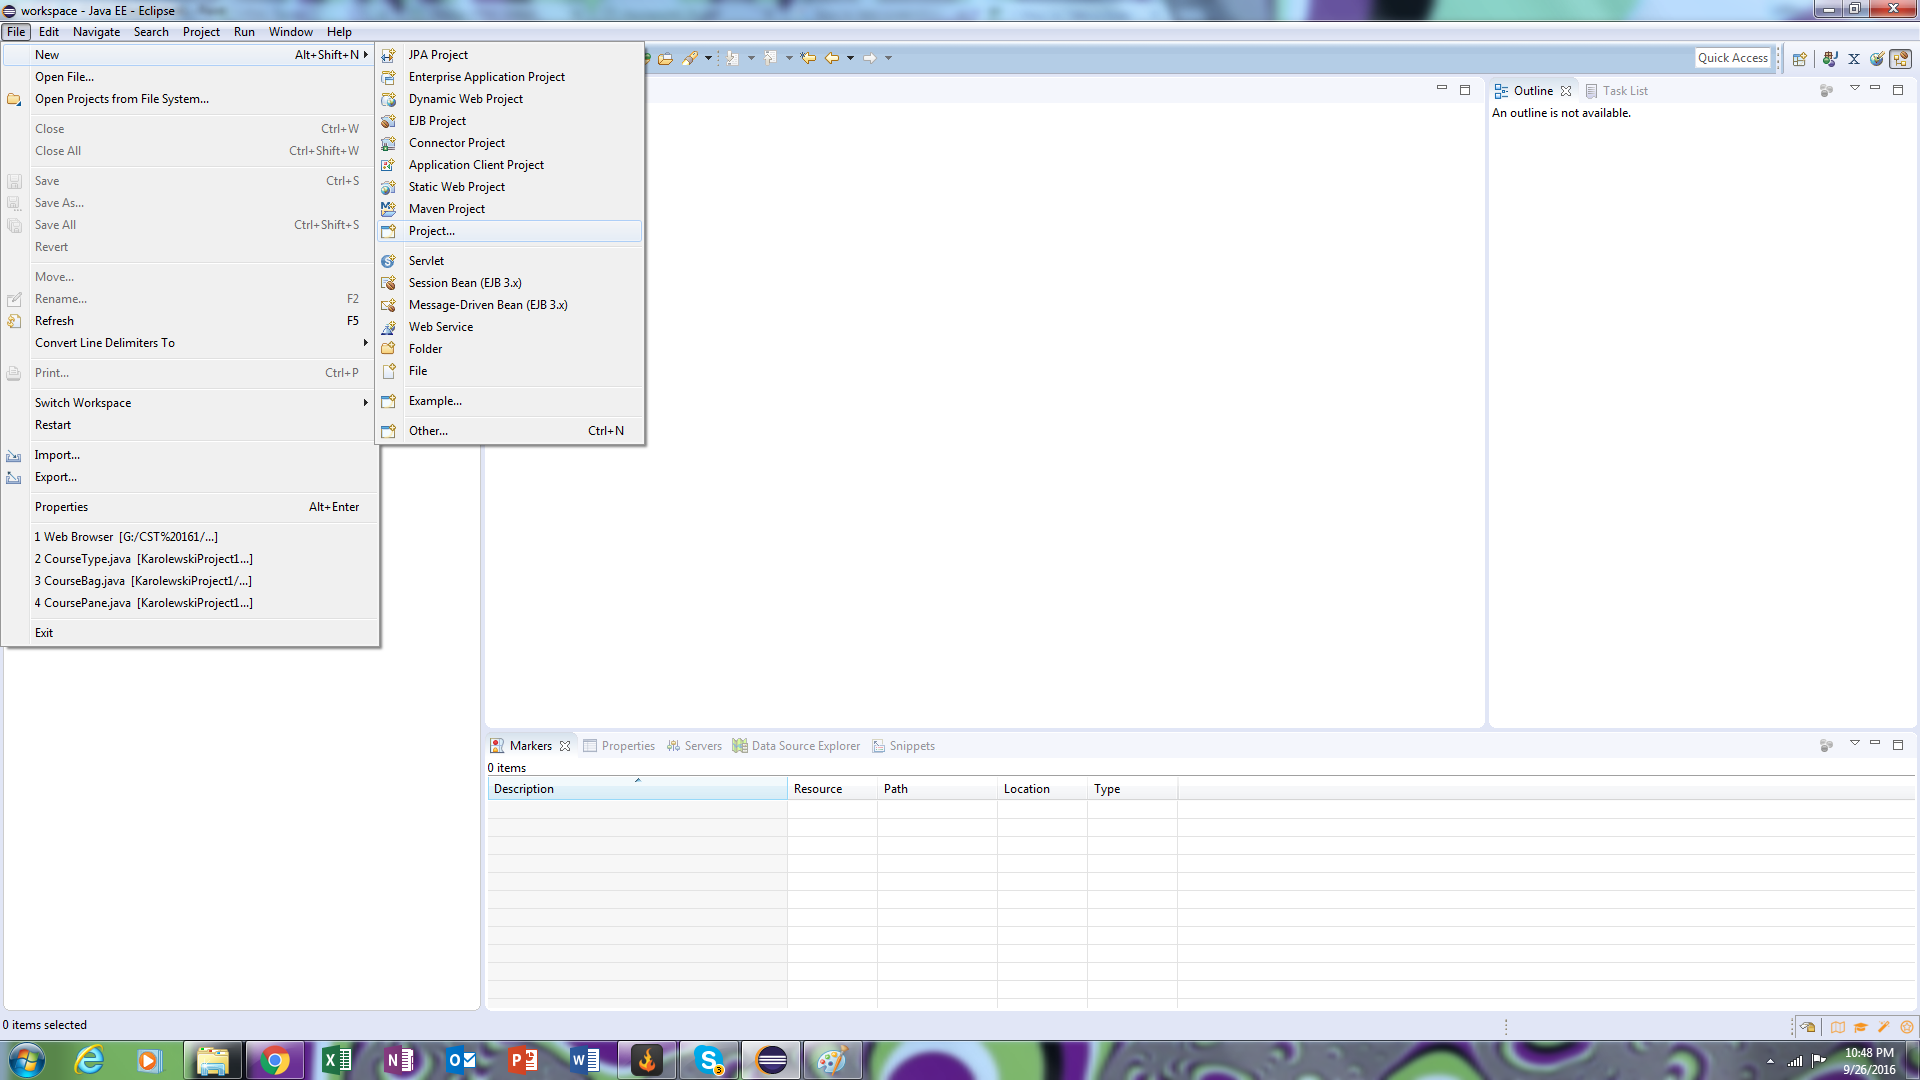 workspace - Java EE - Eclipse
File Edit Navigate Search Project Run Window Help
New Alt+Shift+N
Open File...
Open Projects from File System...
Close Ctrl+W
Close All Ctrl+Shift+W
Save Ctrl+S
Save As...
Save All Ctrl+Shift+S
Revert
Move...
Rename... F2
Refresh F5
Convert Line Delimiters To
Print... Ctrl+P
Switch Workspace
Restart
Import...
Export...
Properties Alt+Enter
1 Web Browser [G:/CST%20161/...]
2 CourseType.java [KarolewskiProject1...]
3 CourseBag.java [KarolewskiProject1/...]
4 CoursePane.java [KarolewskiProject1...]
Exit
JPA Project
Enterprise Application Project
Dynamic Web Project
EJB Project
Connector Project
Application Client Project
Static Web Project
Maven Project
Project...
Servlet
Session Bean (EJB 3.x)
Message-Driven Bean (EJB 3.x)
Web Service
Folder
File
Example...
Other... Ctrl+N
Quick Access
Outline Task List
An outline is not available.
Markers Properties Servers Data Source Explorer Snippets
0 items
Description Resource Path Location Type
0 items selected
10:48 PM
9/26/2016